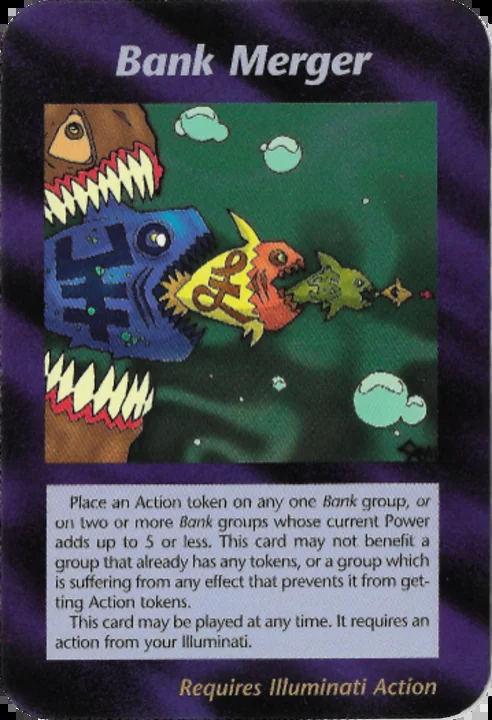 Bank Merger
Place an Action token on any one Bank group, or
on two or more Bank groups whose current Power
adds up to 5 or less. This card may not benefit a
group that already has any tokens, or a group which
is suffering from any effect that prevents it from get-
ting Action tokens.
This card may be played at any time. It requires an
action from your Illuminati.
Requires Illuminati Action